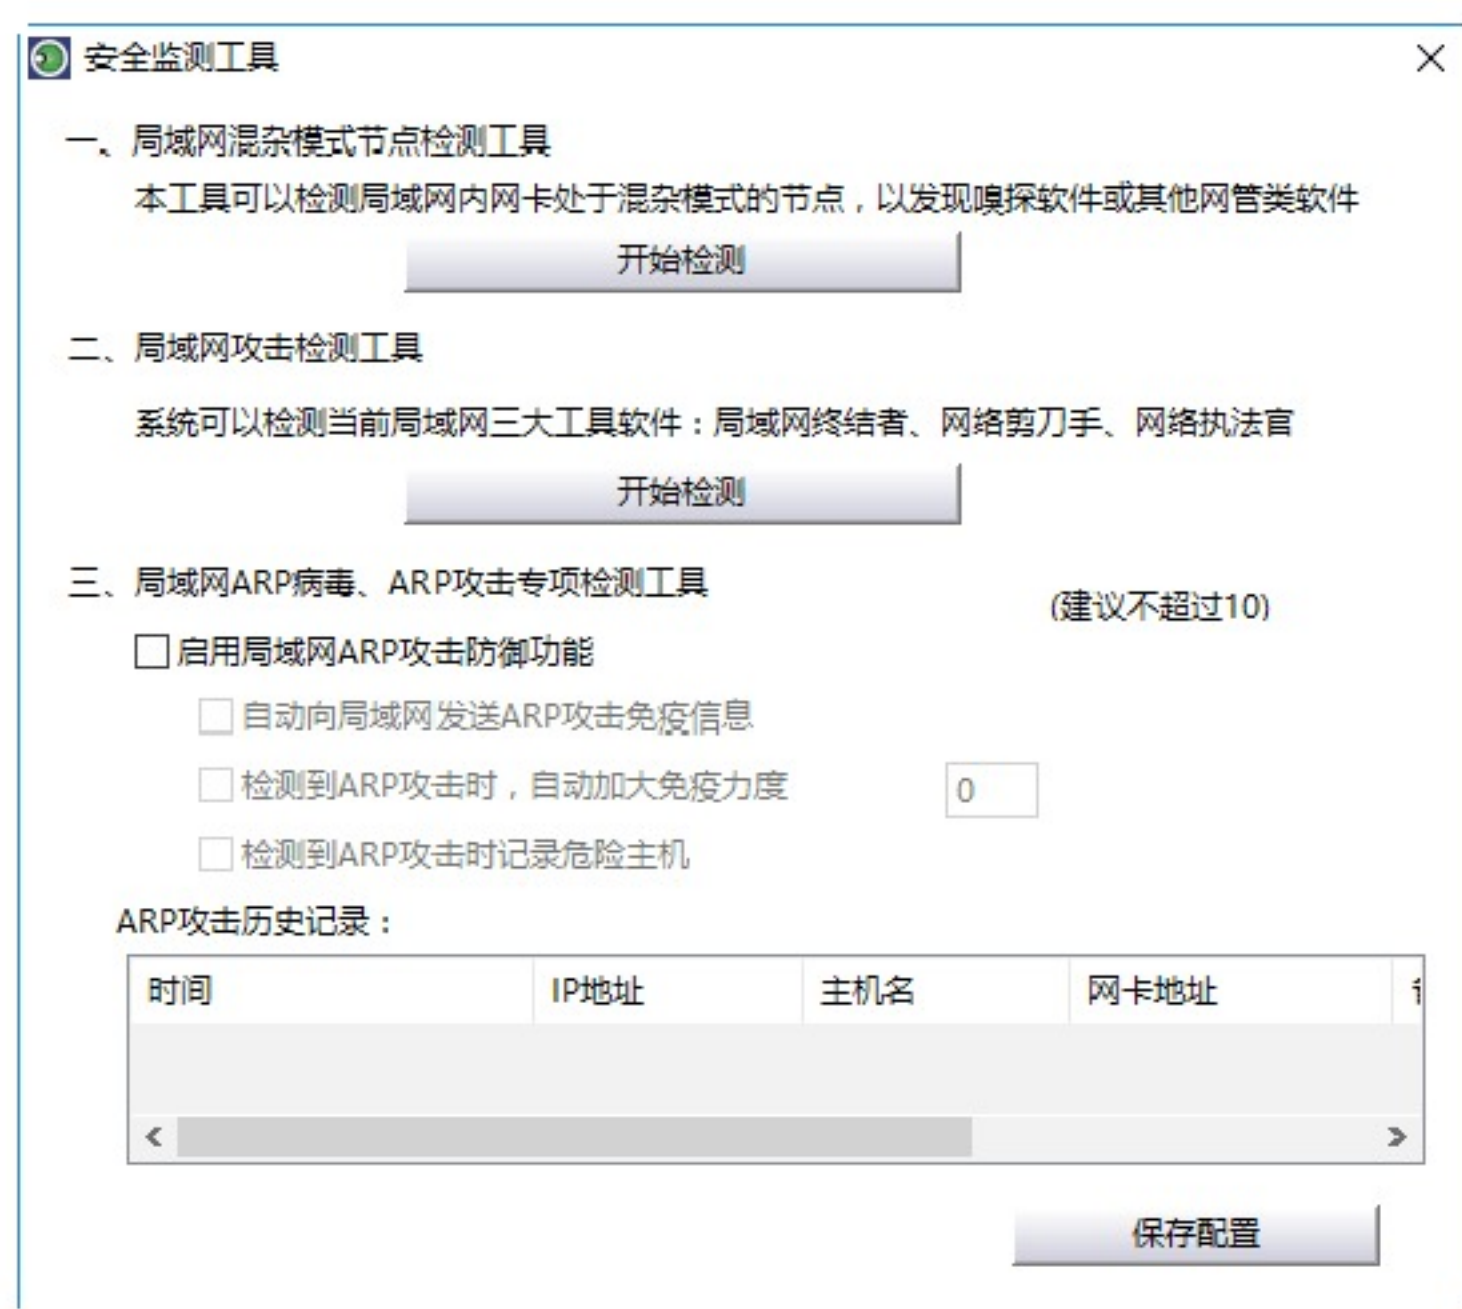 安全监测工具
一、局域网混杂模式节点检测工具
本工具可以检测局域网内网卡处于混杂模式的节点，以发现嗅探软件或其他网管类软件
开始检测
二、局域网攻击检测工具
系统可以检测当前局域网三大工具软件：局域网终结者、网络剪刀手、网络执法官
开始检测
三、局域网ARP病毒、ARP攻击专项检测工具
(建议不超过10)
启用局域网ARP攻击防御功能
自动向局域网发送ARP攻击免疫信息
检测到ARP攻击时，自动加大免疫力度 0
检测到ARP攻击时记录危险主机
ARP攻击历史记录：
时间 IP地址 主机名 网卡地址
保存配置